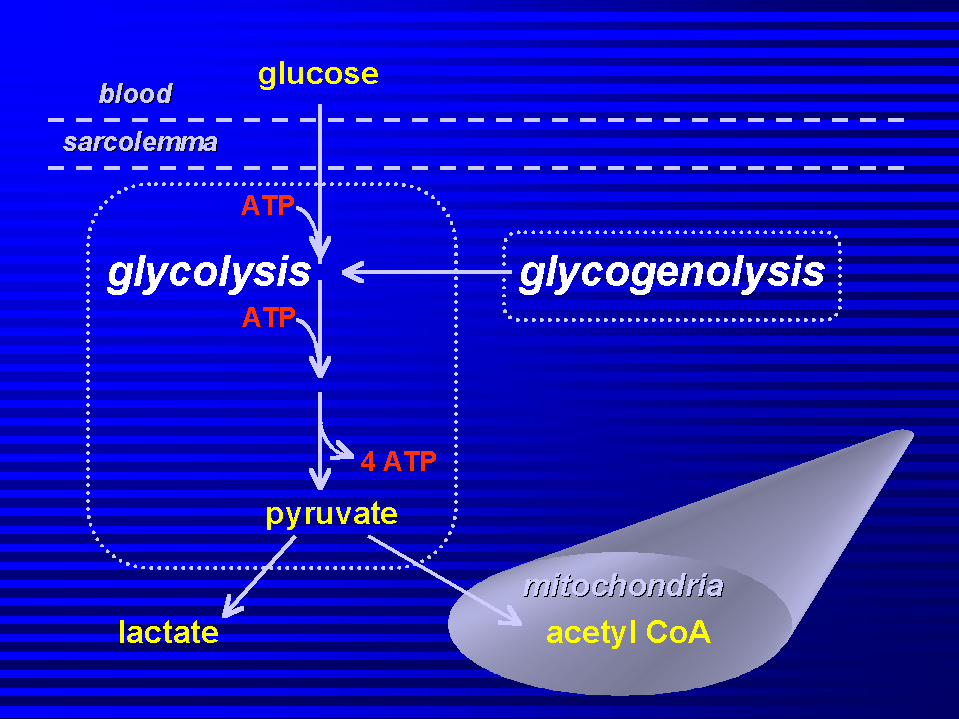 glucose
blood
sarcolemma
ATP
glycolysis
glycogenolysis
ATP
4 ATP
pyruvate
mitochondria
lactate
acetyl CoA